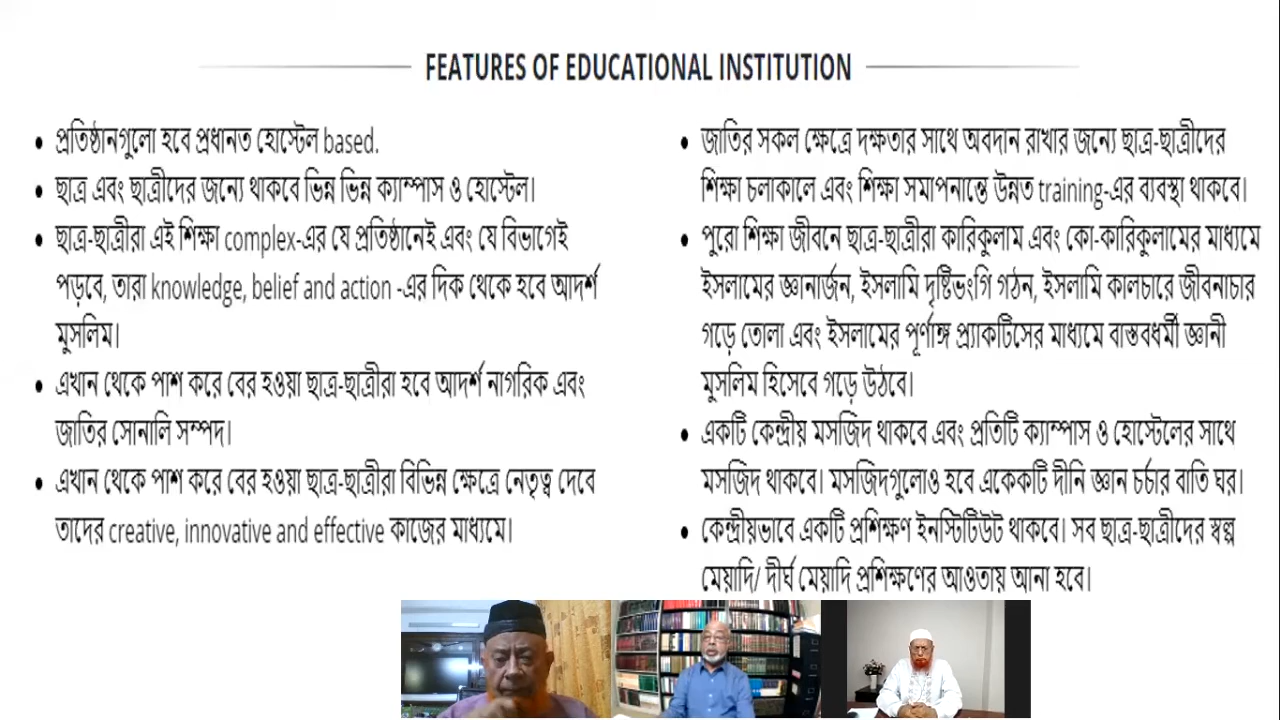 FEATURES OF EDUCATIONAL INSTITUTION
• প্রতিষ্ঠানগুলো হবে প্রধানত হোস্টেল based.
• ছাত্র এবং ছাত্রীদের জন্যে থাকবে ভিন্ন ভিন্ন ক্যাম্পাস ও হোস্টেল।
• ছাত্র-ছাত্রীরা এই শিক্ষা complex-এর যে প্রতিষ্ঠানেই এবং যে বিভাগেই
পড়বে, তারা knowledge, belief and action -এর দিক থেকে হবে আদর্শ
মুসলিম।
• এখান থেকে পাশ করে বের হওয়া ছাত্র-ছাত্রীরা হবে আদর্শ নাগরিক এবং
জাতির সোনালি সম্পদ।
• এখান থেকে পাশ করে বের হওয়া ছাত্র-ছাত্রীরা বিভিন্ন ক্ষেত্রে নেতৃত্ব দেবে
তাদের creative, innovative and effective কাজের মাধ্যমে।
• জাতির সকল ক্ষেত্রে দক্ষতার সাথে অবদান রাখার জন্যে ছাত্র-ছাত্রীদের
শিক্ষা চলাকালে এবং শিক্ষা সমাপনান্তে উন্নত training-এর ব্যবস্থা থাকবে।
• পুরো শিক্ষা জীবনে ছাত্র-ছাত্রীরা কারিকুলাম এবং কো-কারিকুলামের মাধ্যমে
ইসলামের জ্ঞানার্জন, ইসলামি দৃষ্টিভংগি গঠন, ইসলামি কালচারে জীবনাচার
গড়ে তোলা এবং ইসলামের পূর্ণাঙ্গ প্র্যাকটিসের মাধ্যমে বাস্তবধর্মী জ্ঞানী
মুসলিম হিসেবে গড়ে উঠবে।
• একটি কেন্দ্রীয় মসজিদ থাকবে এবং প্রতিটি ক্যাম্পাস ও হোস্টেলের সাথে
মসজিদ থাকবে। মসজিদগুলোও হবে একেকটি দীনি জ্ঞান চর্চার বাতি ঘর।
• কেন্দ্রীয়ভাবে একটি প্রশিক্ষণ ইনস্টিটিউট থাকবে। সব ছাত্র-ছাত্রীদের স্বল্প
মেয়াদি/ দীর্ঘ মেয়াদি প্রশিক্ষণের আওতায় আনা হবে।